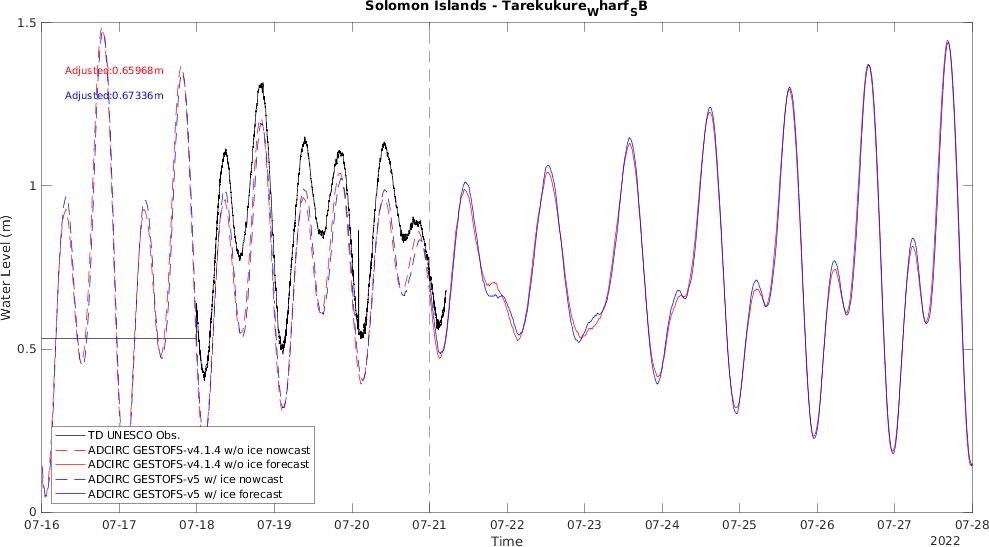 Solomon Islands - Tarekukure_Wharf_SB
1.5
Adjusted:0.65968m
Adjusted:0.67336m
1
Water Level (m)
0.5
TD UNESCO Obs.
ADCIRC GESTOFS-v4.1.4 w/o ice nowcast
ADCIRC GESTOFS-v4.1.4 w/o ice forecast
ADCIRC GESTOFS-v5 w/ ice nowcast
ADCIRC GESTOFS-v5 w/ ice forecast
0
07-16 07-17 07-18 07-19 07-20 07-21 07-22 07-23 07-24 07-25 07-26 07-27 07-28
Time
2022